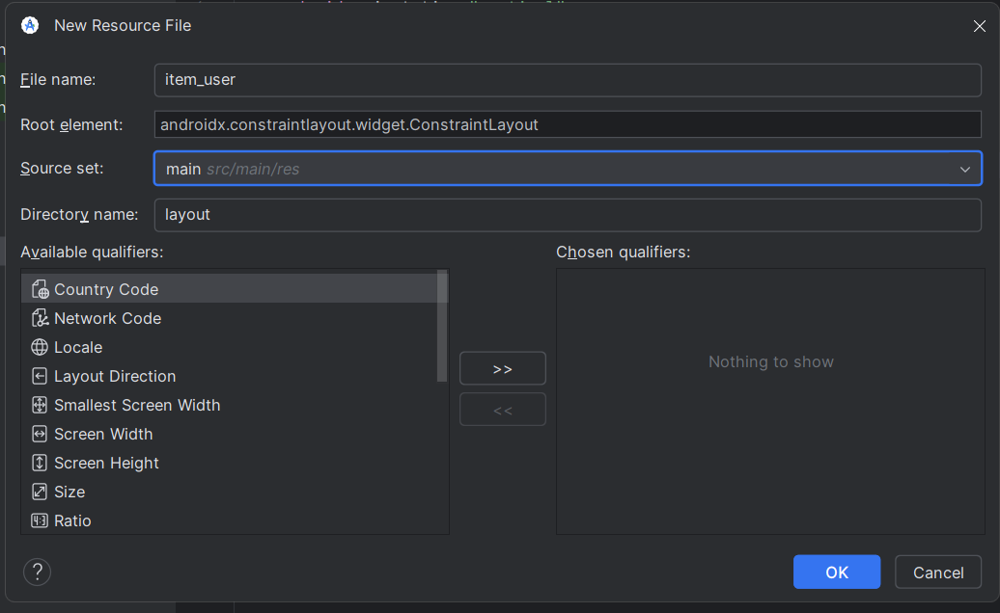 New Resource File
File name: item_user
Root element: androidx.constraintlayout.widget.ConstraintLayout
Source set: main src/main/res
Directory name: layout
Available qualifiers:
Chosen qualifiers:
Country Code
Network Code
Locale
Layout Direction
Smallest Screen Width
Screen Width
Screen Height
Size
Ratio
>>
<<
Nothing to show
?
OK
Cancel